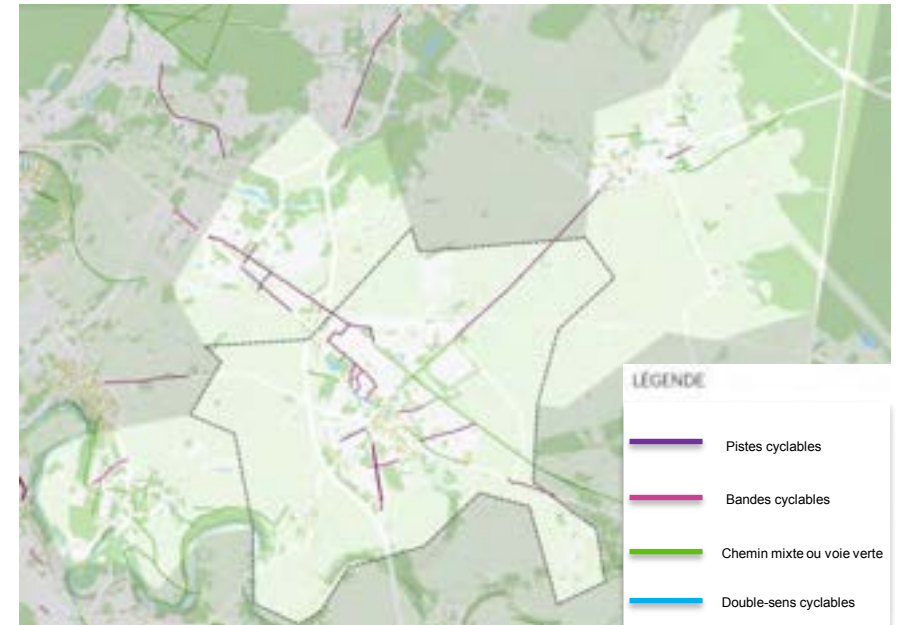 LÉGENDE
Pistes cyclables
Bandes cyclables
Chemin mixte ou voie verte
Double-sens cyclables